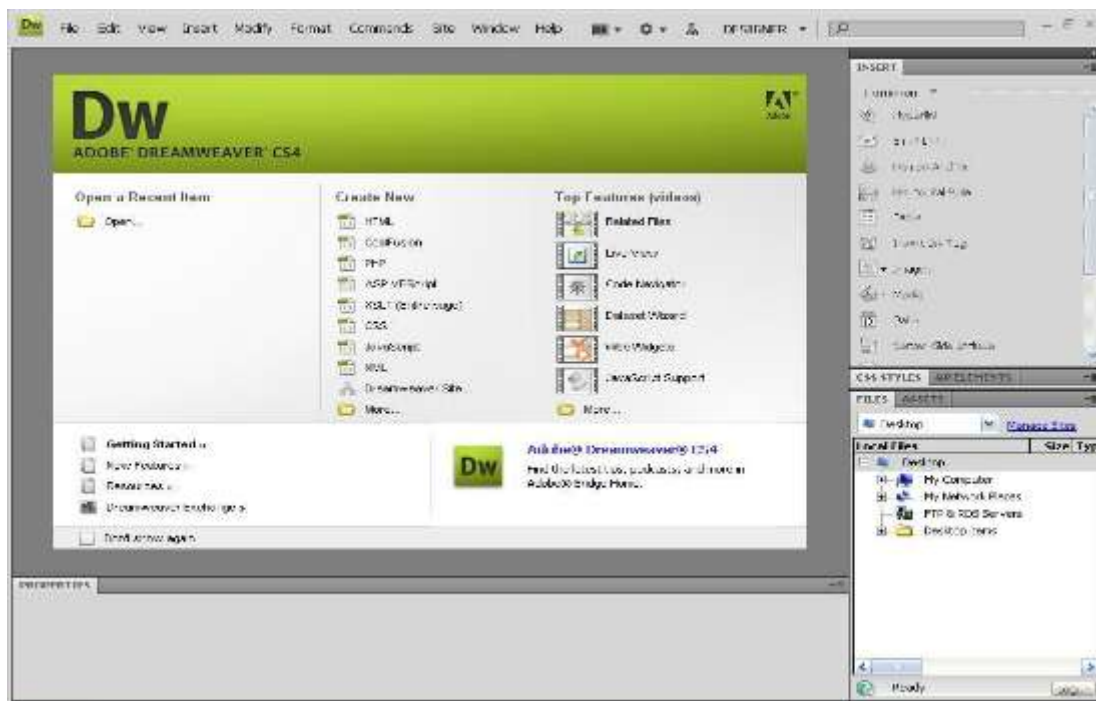 Dw File Edit View Insert Modify Format Commands Site Window Help DESIGNER
Dw
ADOBE® DREAMWEAVER® CS4
Adobe
Open a Recent Item
Open...
Create New
HTML
ColdFusion
PHP
ASP VBScript
XSLT (Entire page)
CSS
JavaScript
XML
Dreamweaver Site...
More...
Top Features (videos)
Related Files
Live View
Code Navigator
Dataset Wizard
Widgets
JavaScript Support
More...
Getting Started »
New Features »
Resources »
Dreamweaver Exchange »
Don't show again
Dw
Adobe® Dreamweaver® CS4
Find the latest tips, podcasts, and more in
Adobe® Bridge Home.
PROPERTIES
INSERT
Common
Hyperlink
Email Link
Named Anchor
Horizontal Rule
Table
Insert Div Tag
Images
Media
Date
Server-Side Include
CSS STYLES AP ELEMENTS
FILES ASSETS
Desktop Manage Sites
Local Files Size Typ
Desktop
My Computer
My Network Places
FTP & RDS Servers
Desktop items
Ready